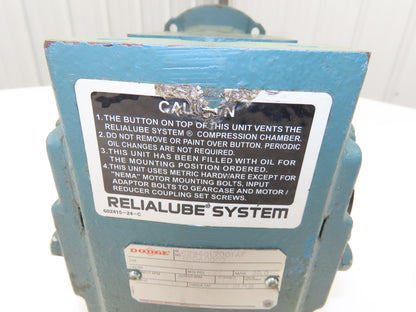 CAUTION
1.THE BUTTON ON TOP OF THIS UNIT VENTS THE
RELIALUBE SYSTEM ® COMPRESSION CHAMBER.
2.DO NOT REMOVE OR PAINT OVER BUTTON. PERIODIC
OIL CHANGES ARE NOT REQUIRED.
3.THIS UNIT HAS BEEN FILLED WITH OIL FOR
THE MOUNTING POSITION ORDERED.
4.THIS UNIT USES METRIC HARDWARE EXCEPT FOR
"NEMA" MOTOR MOUNTING BOLTS, INPUT
ADAPTOR BOLTS TO GEARCASE AND MOTOR /
REDUCER COUPLING SET SCREWS.
RELIALUBE® SYSTEM
602415-24-C
DODGE